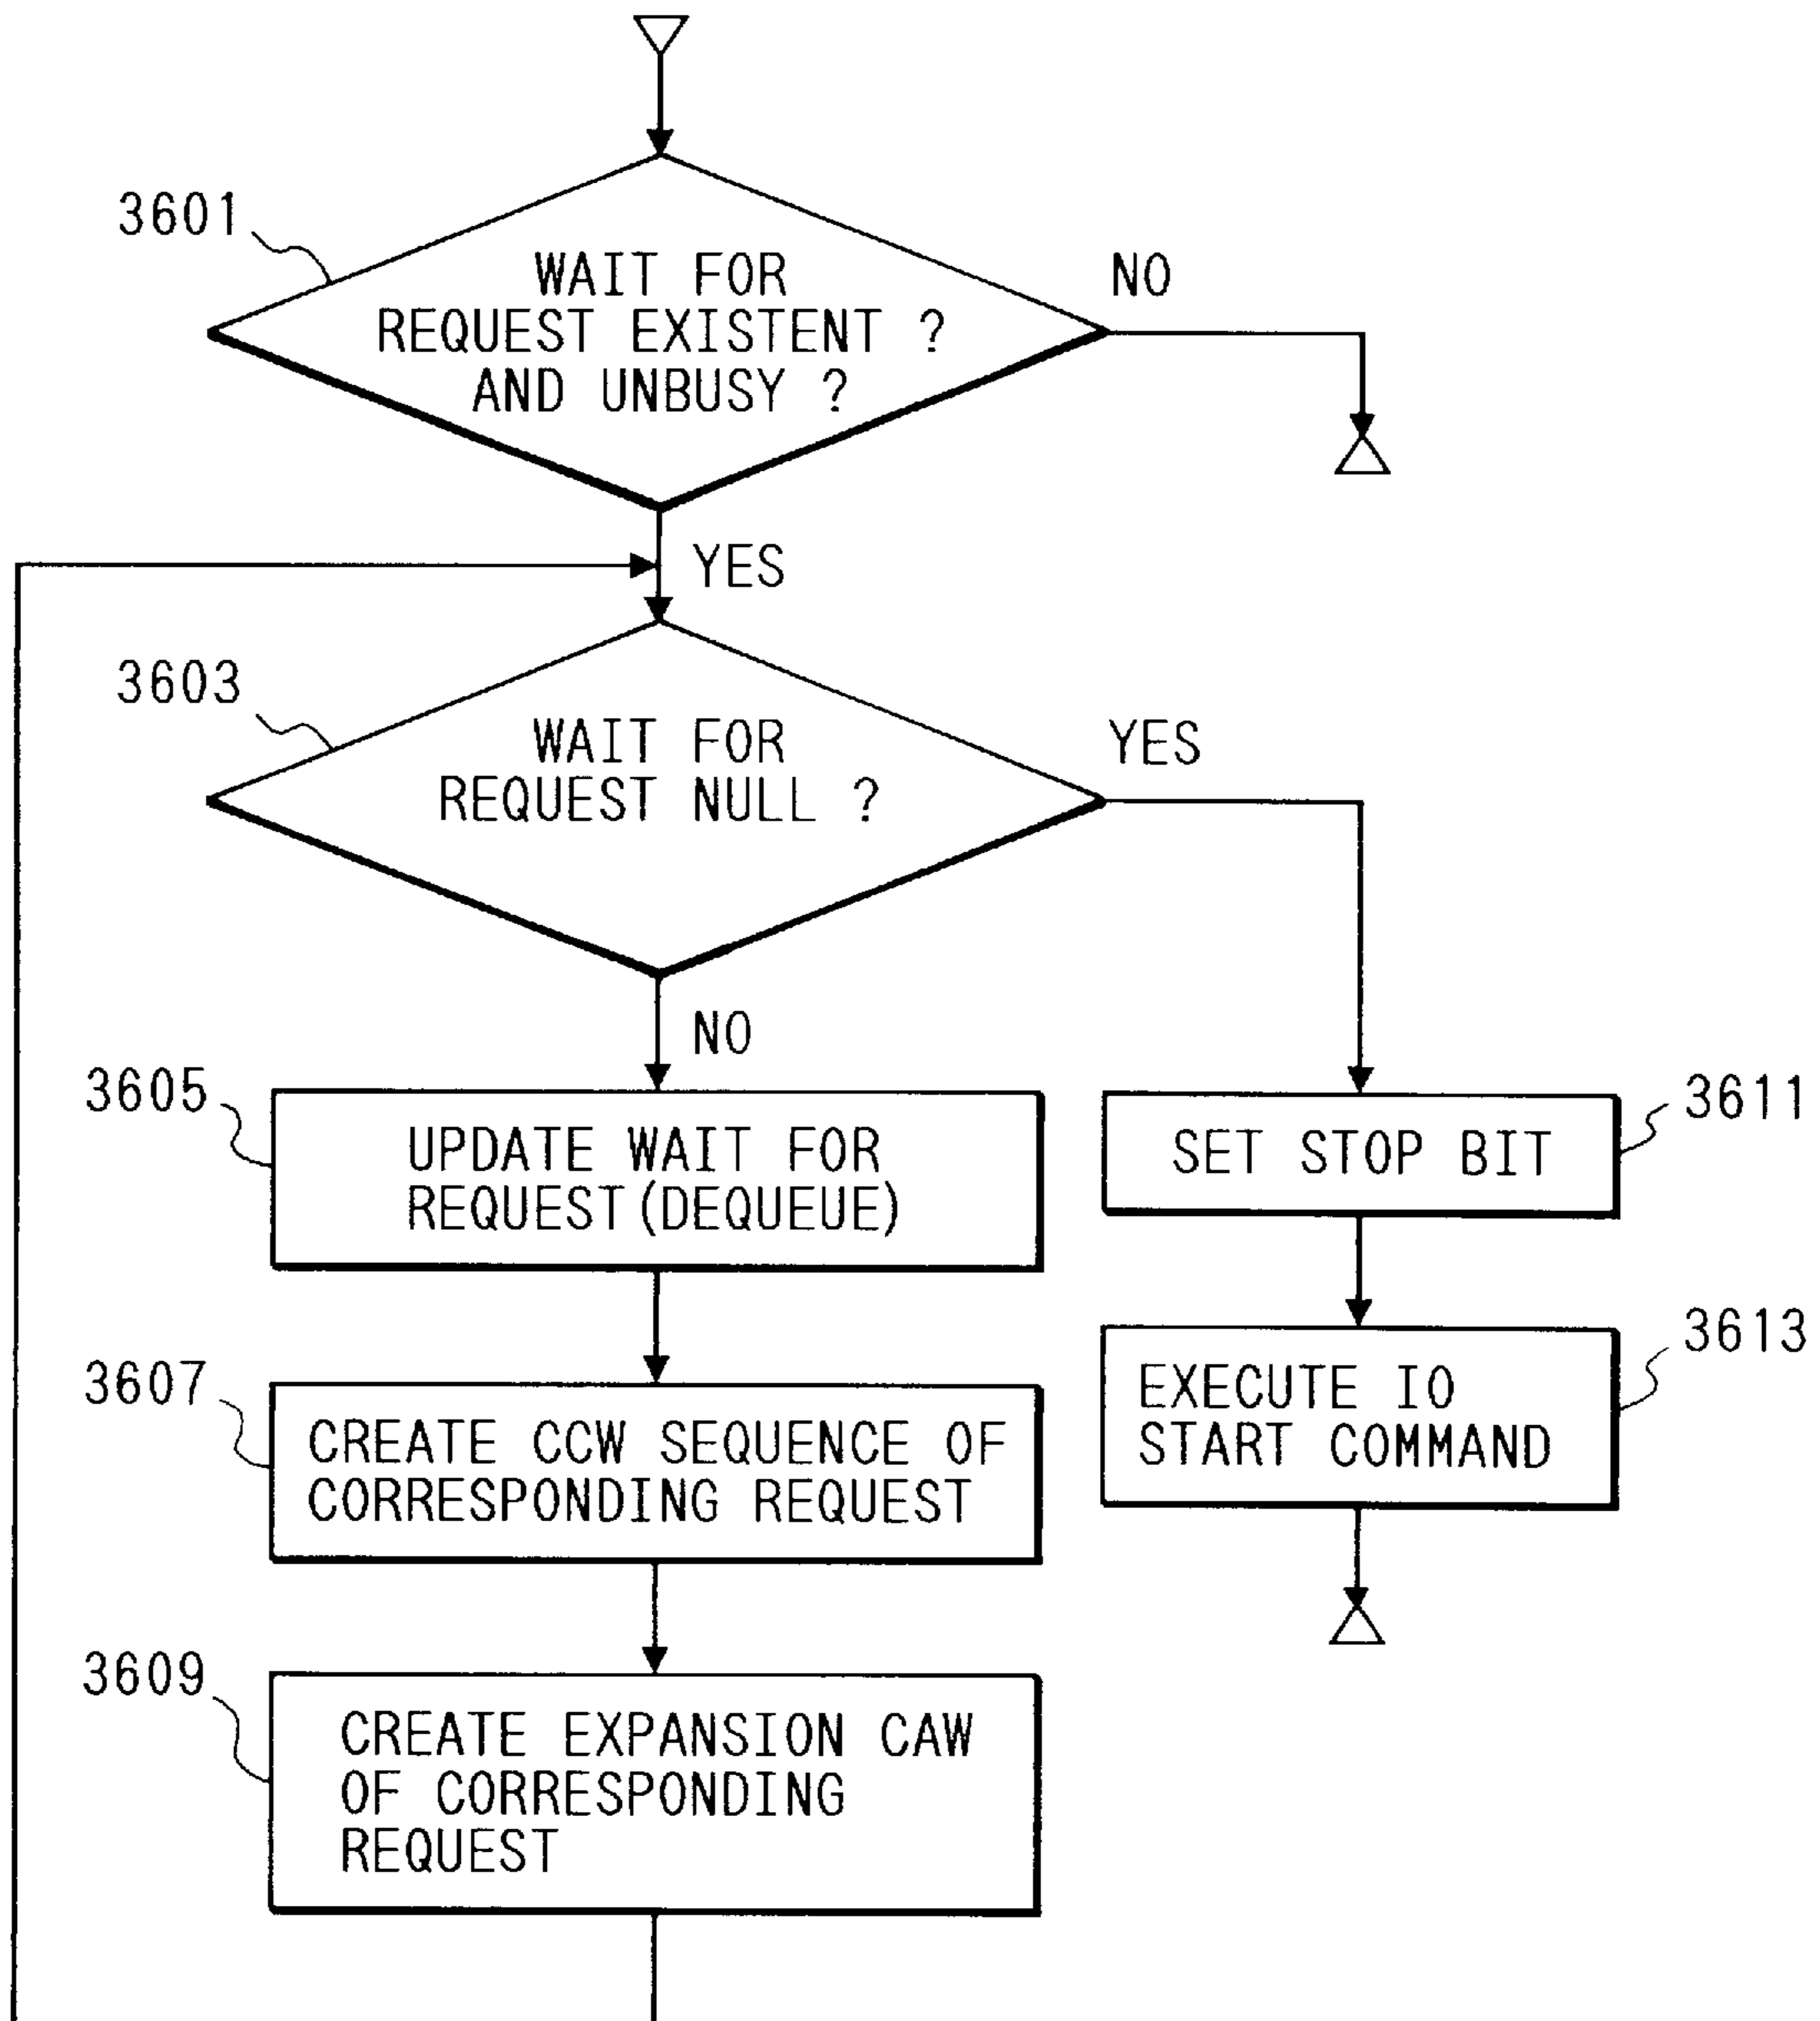 3601
WAIT FOR
REQUEST EXISTENT ?
AND UNBUSY ?
NO
YES
3603
WAIT FOR
REQUEST NULL ?
YES
NO
3605
UPDATE WAIT FOR
REQUEST(DEQUEUE)
3611
SET STOP BIT
3607
CREATE CCW SEQUENCE OF
CORRESPONDING REQUEST
3613
EXECUTE IO
START COMMAND
3609
CREATE EXPANSION CAW
OF CORRESPONDING
REQUEST